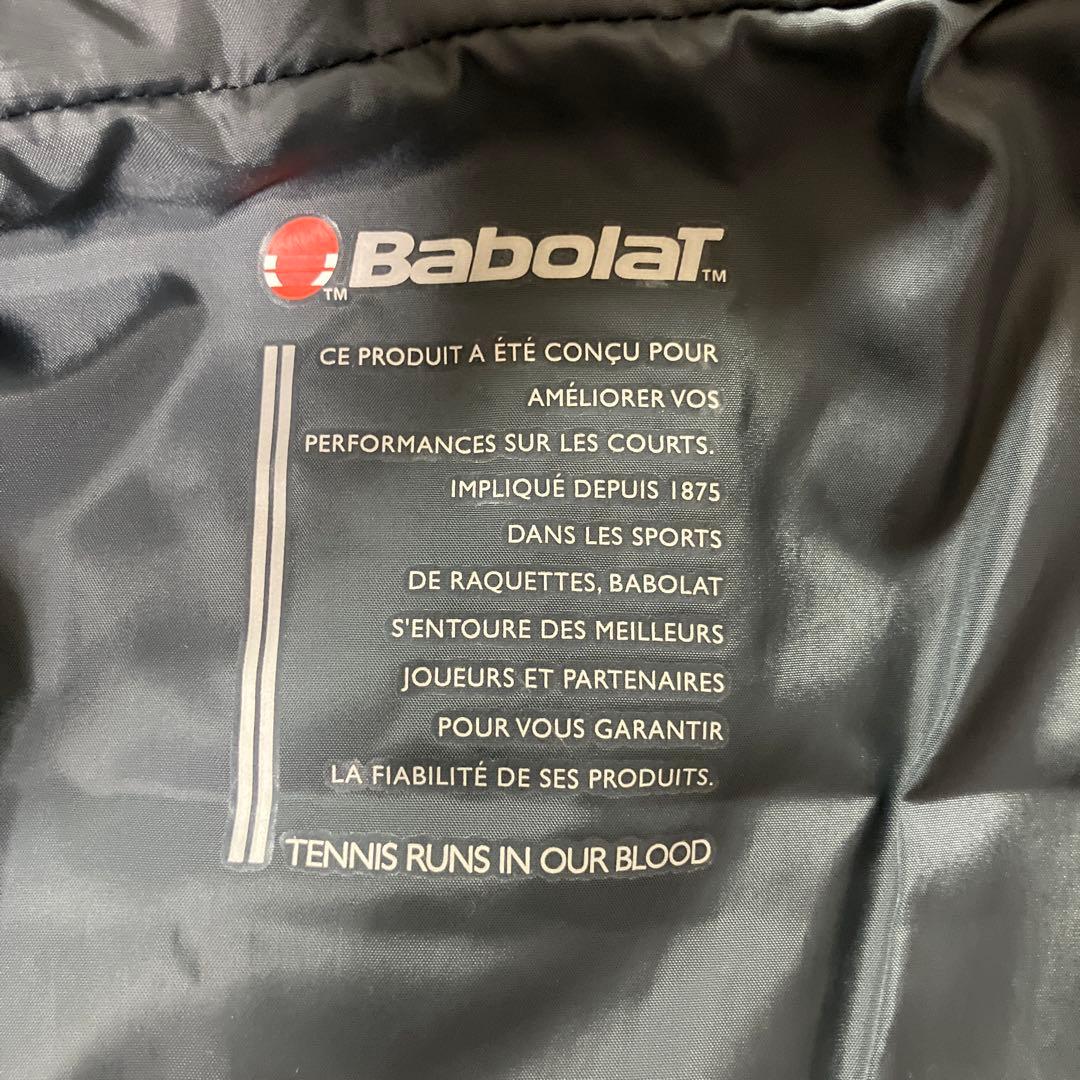 BabolaT™
™
CE PRODUIT A ÉTÉ CONÇU POUR
AMÉLIORER VOS
PERFORMANCES SUR LES COURTS.
IMPLIQUÉ DEPUIS 1875
DANS LES SPORTS
DE RAQUETTES, BABOLAT
S'ENTOURE DES MEILLEURS
JOUEURS ET PARTENAIRES
POUR VOUS GARANTIR
LA FIABILITÉ DE SES PRODUITS.
TENNIS RUNS IN OUR BLOOD